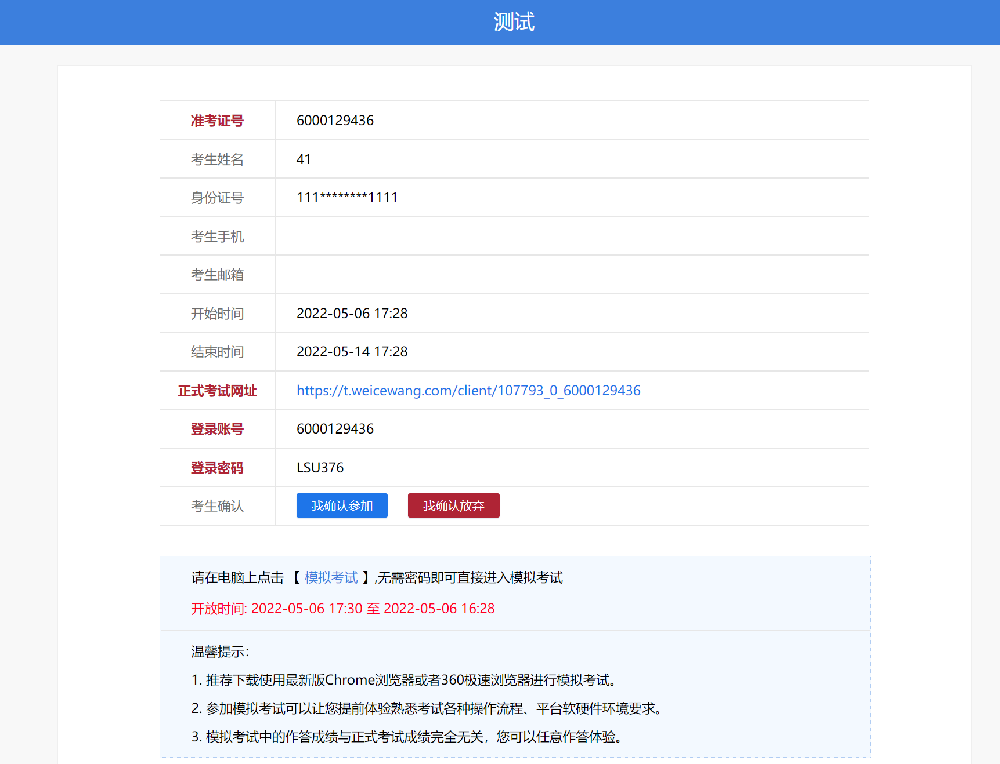 测试
准考证号 6000129436
考生姓名 41
身份证号 111********1111
考生手机
考生邮箱
开始时间 2022-05-06 17:28
结束时间 2022-05-14 17:28
正式考试网址 https://t.weicewang.com/client/107793_0_6000129436
登录账号 6000129436
登录密码 LSU376
考生确认 我确认参加 我确认放弃
请在电脑上点击 【 模拟考试 】,无需密码即可直接进入模拟考试
开放时间: 2022-05-06 17:30 至 2022-05-06 16:28
温馨提示：
1. 推荐下载使用最新版Chrome浏览器或者360极速浏览器进行模拟考试。
2. 参加模拟考试可以让您提前体验熟悉考试各种操作流程、平台软硬件环境要求。
3. 模拟考试中的作答成绩与正式考试成绩完全无关，您可以任意作答体验。